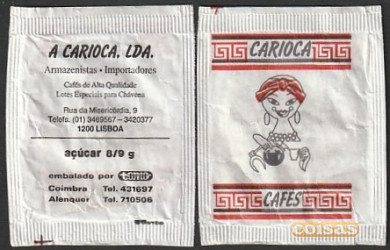 A CARIOCA, LDA.
Armazenistas • Importadores
Cafés de Alta Qualidade
Lotes Especiais para Chávena
Rua da Misericórdia, 9
Telefs. (01) 3469567 - 3420377
1200 LISBOA
açúcar 8/9 g
embalado por
Coimbra Tel. 431697
Alenquer Tel. 710506
CARIOCA
CAFÉS
coisas